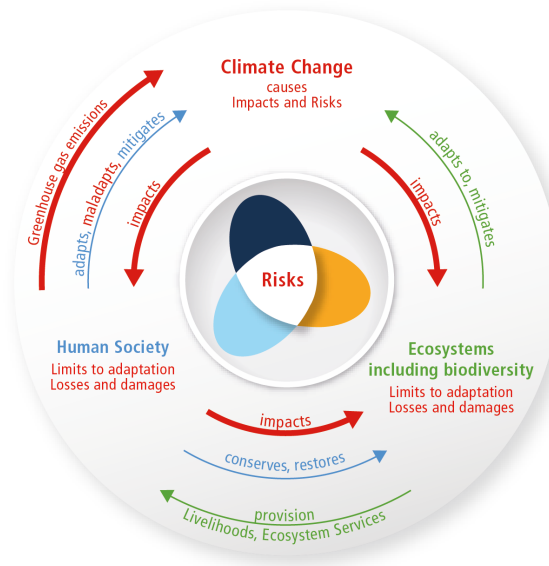 Climate Change
causes
Impacts and Risks
Greenhouse gas emissions
adapts, maladapts, mitigates
impacts
impacts
adapts to, mitigates
Risks
Human Society
Limits to adaptation
Losses and damages
Ecosystems
including biodiversity
Limits to adaptation
Losses and damages
impacts
conserves, restores
provision
Livelihoods, Ecosystem Services